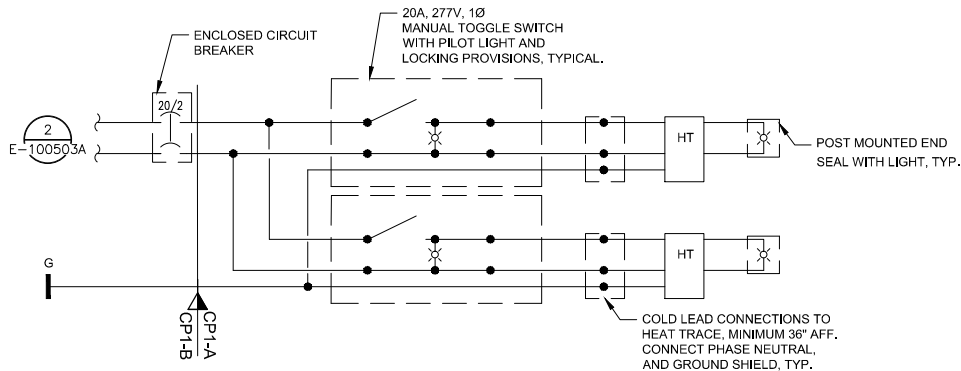 20A, 277V, 1Ø
MANUAL TOGGLE SWITCH
WITH PILOT LIGHT AND
LOCKING PROVISIONS, TYPICAL.
ENCLOSED CIRCUIT
BREAKER
20/2
2
E-100503A
HT
POST MOUNTED END
SEAL WITH LIGHT, TYP.
HT
G
CP1-A
CP1-B
COLD LEAD CONNECTIONS TO
HEAT TRACE, MINIMUM 36" AFF.
CONNECT PHASE NEUTRAL,
AND GROUND SHIELD, TYP.